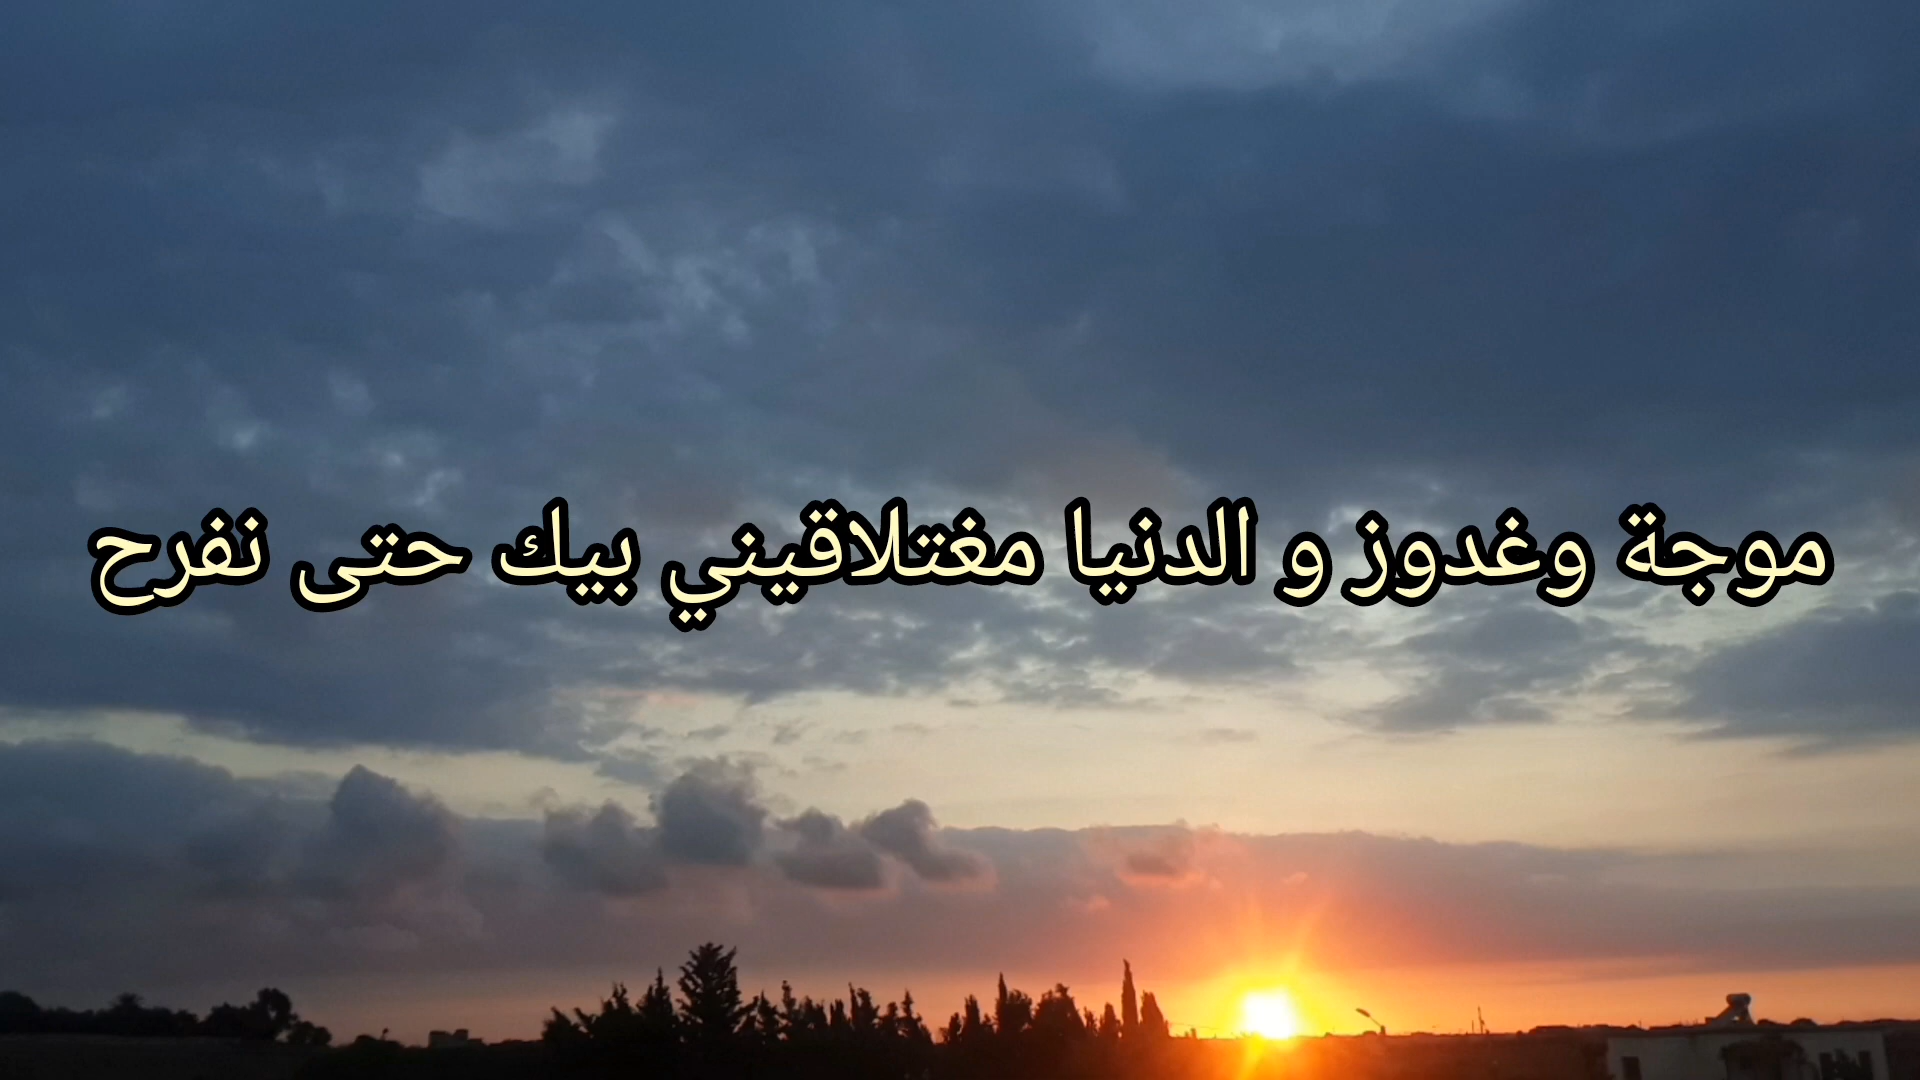 موجة وغدوز و الدنيا مغتلاقيني بيك حتى نفرح